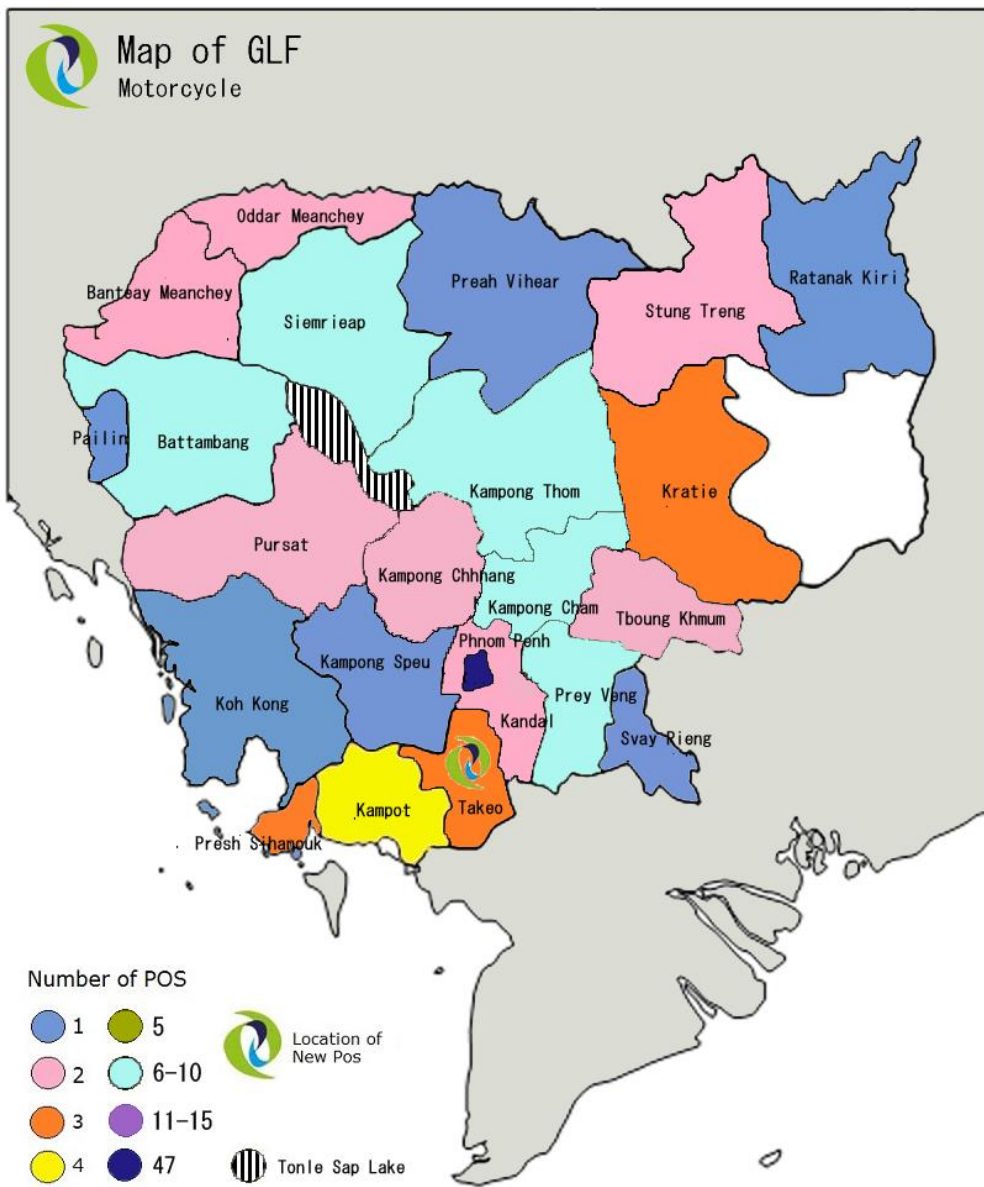 Map of GLF
Motorcycle
Oddar Meanchey
Banteay Meanchey
Siemrieap
Preah Vihear
Stung Treng
Ratanak Kiri
Pailin
Battambang
Kampong Thom
Kratie
Pursat
Kampong Chhnang
Kampong Cham
Tboung Khmum
Phnom Penh
Kampong Speu
Koh Kong
Kandal
Prey Veng
Svay Rieng
Kampot
Takeo
Presh Sihanouk
Number of POS
1
5
2
6-10
3
11-15
4
47
Location of
New Pos
Tonle Sap Lake